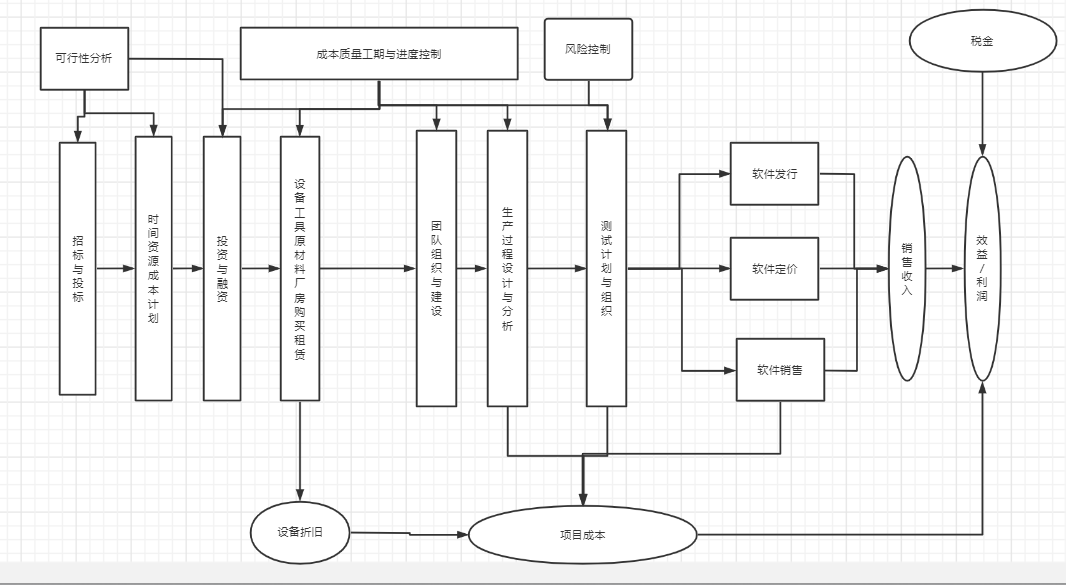 可行性分析
成本质量工期与进度控制
风险控制
税金
招标与投标
时间资源成本计划
投资与融资
设备工具原材料厂房购买租赁
团队组织与建设
生产过程设计与分析
测试计划与组织
软件发行
软件定价
软件销售
销售收入
效益/利润
设备折旧
项目成本